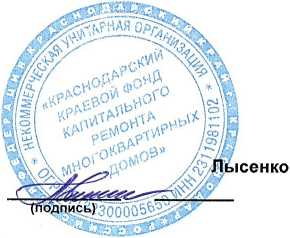 НЕКОММЕРЧЕСКАЯ УНИТАРНАЯ ОРГАНИЗАЦИЯ
ИНН 2311981102
«КРАСНОДАРСКИЙ
КРАЕВОЙ ФОНД
КАПИТАЛЬНОГО
РЕМОНТА
МНОГОКВАРТИРНЫХ
ДОМОВ»
Лысенко
(подпись)